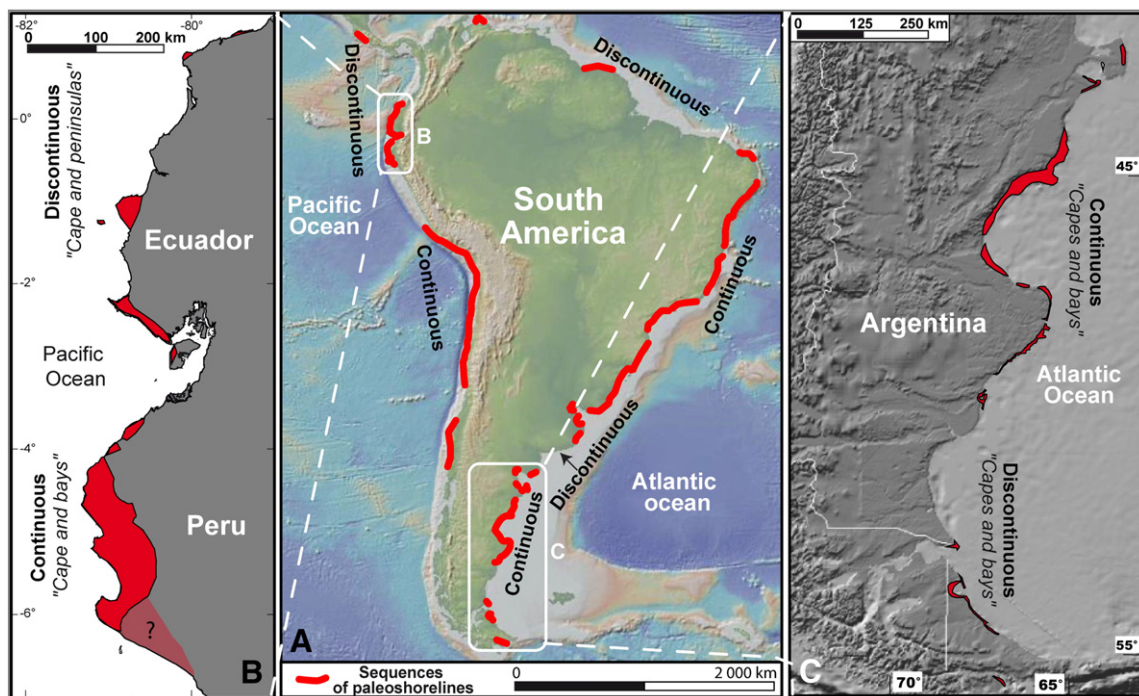 -82
-80
0
100
200 km
0°
Discontinuous
"Cape and peninsulas"
Ecuador
-2°
Pacific
Ocean
-4°
Continuous
"Cape and bays"
Peru
-6°
?
B
Discontinuous
Discontinuous
B
Pacific
Ocean
South
America
Continuous
Continuous
Discontinuous
Atlantic
ocean
Continuous
C
A
Sequences
of paleoshorelines
0
2 000 km
0
125
250 km
45°
Continuous
"Capes and bays"
Argentina
Atlantic
Ocean
Discontinuous
"Capes and bays"
55°
C
70°
65°